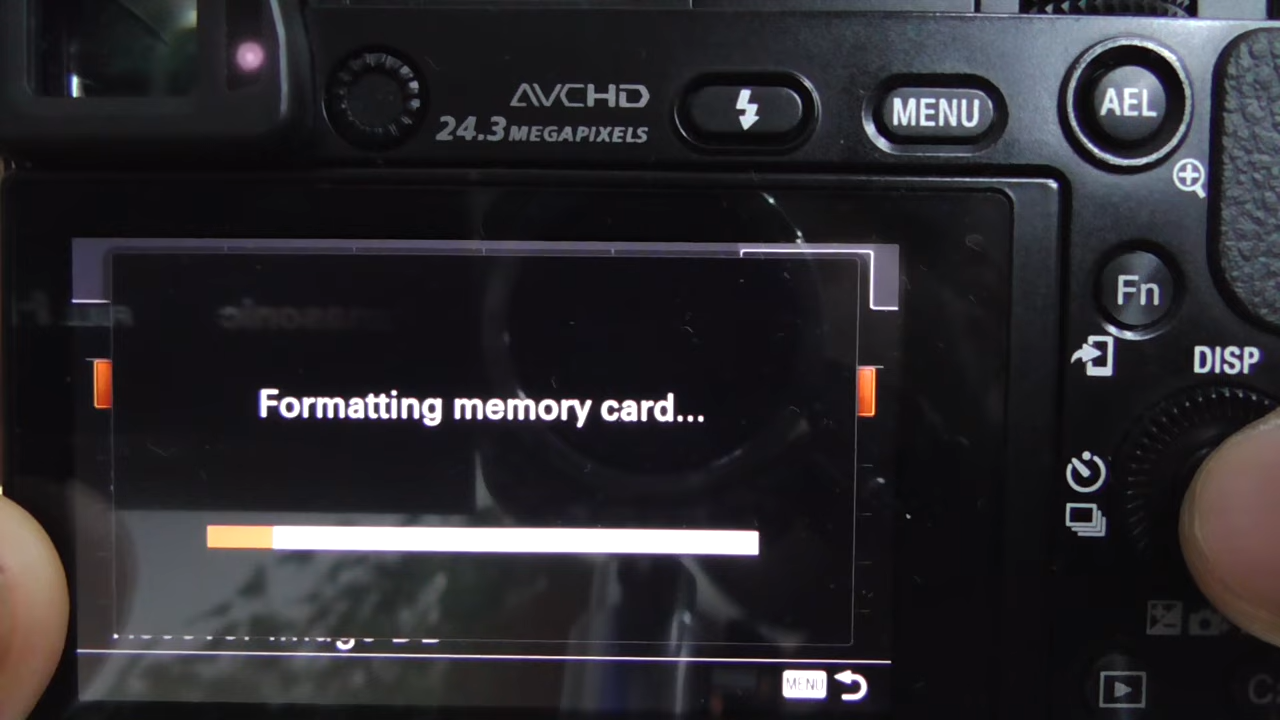 AVCHD
24.3 MEGAPIXELS
MENU
AEL
Fn
DISP
Formatting memory card...
MENU